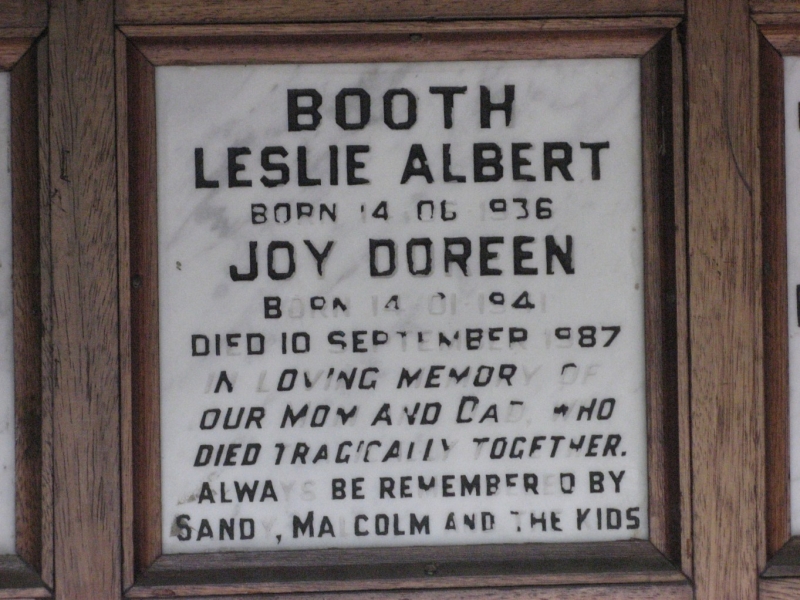 BOOTH
LESLIE ALBERT
BORN 14 06 1936
JOY DOREEN
BORN 14 01 1941
DIED 10 SEPTEMBER 1987
IN LOVING MEMORY OF
OUR MOM AND DAD, WHO
DIED TRAGICALLY TOGETHER.
ALWAYS BE REMEMBERED BY
SANDY, MALCOLM AND THE KIDS